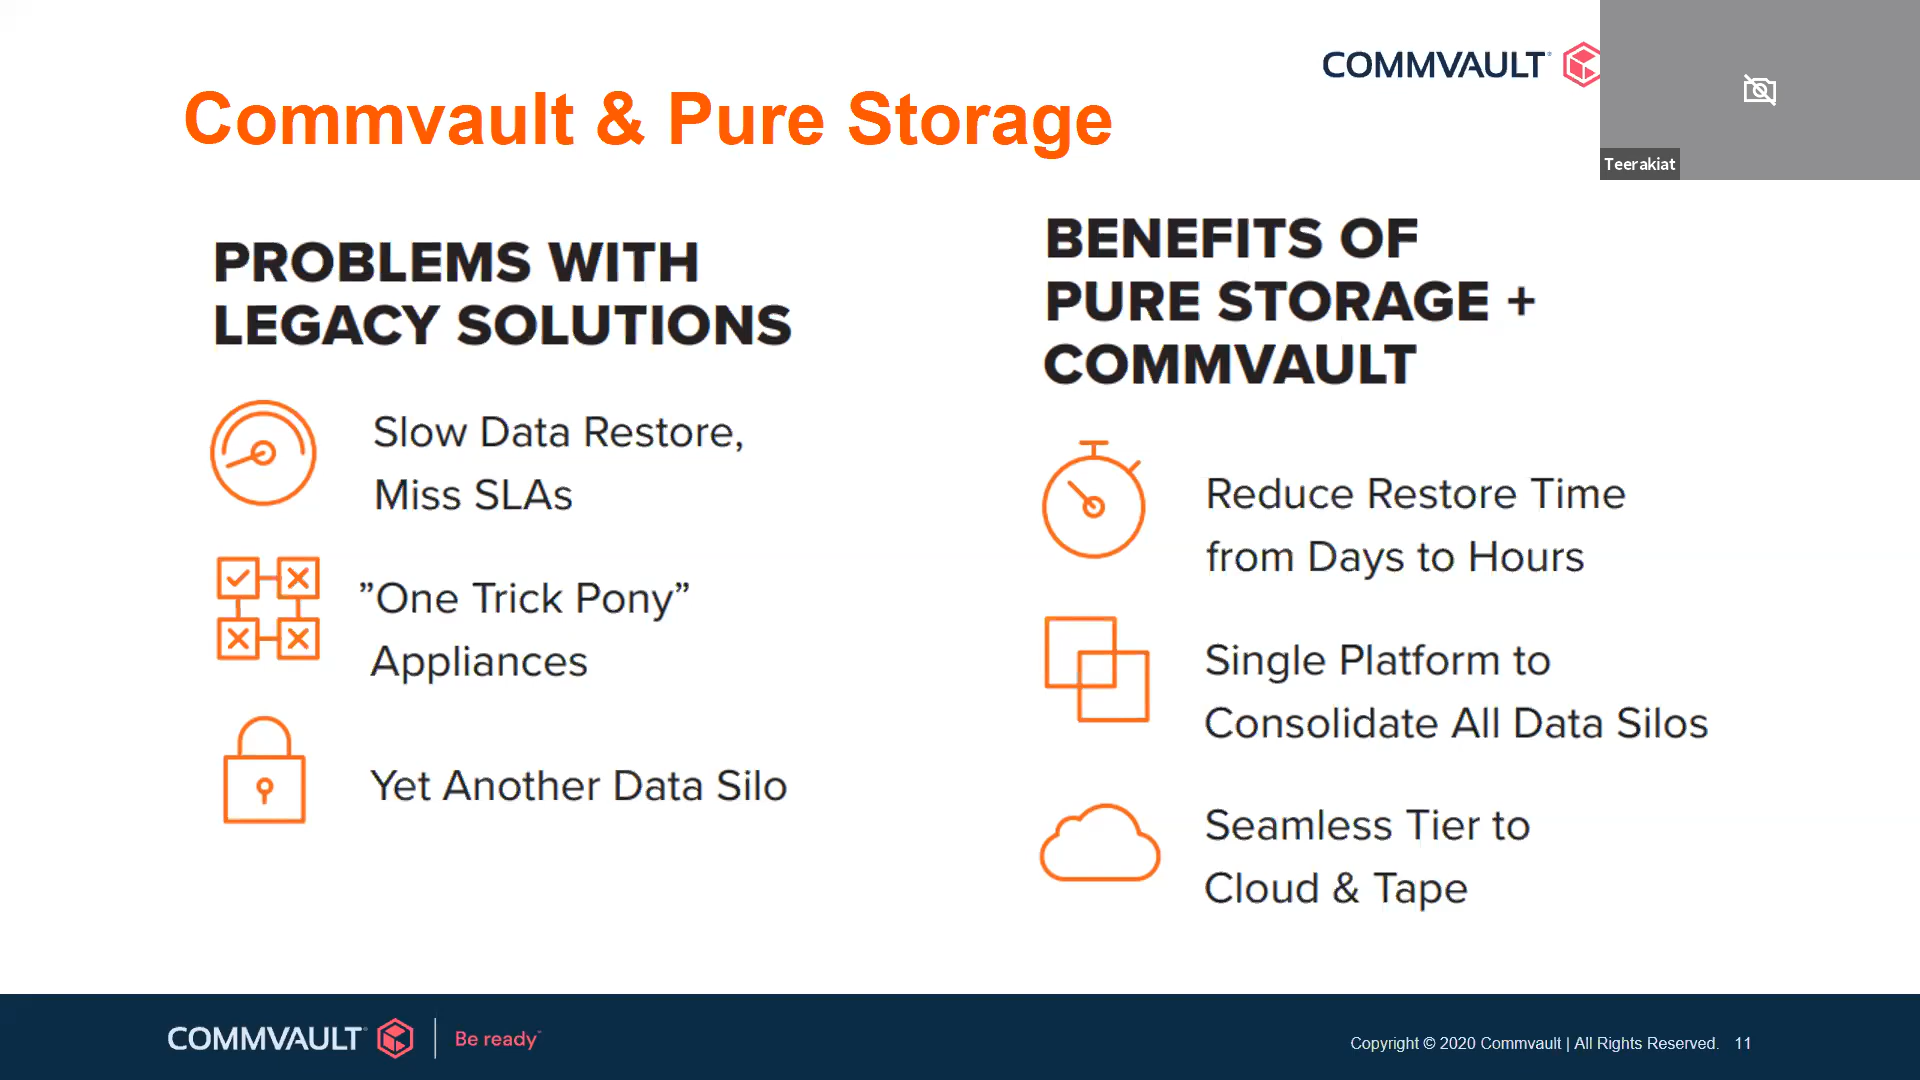 COMMVAULT
Teerakiat
Commvault & Pure Storage
PROBLEMS WITH
LEGACY SOLUTIONS
Slow Data Restore,
Miss SLAs
”One Trick Pony”
Appliances
Yet Another Data Silo
BENEFITS OF
PURE STORAGE +
COMMVAULT
Reduce Restore Time
from Days to Hours
Single Platform to
Consolidate All Data Silos
Seamless Tier to
Cloud & Tape
COMMVAULT
Be ready
Copyright © 2020 Commvault | All Rights Reserved. 11